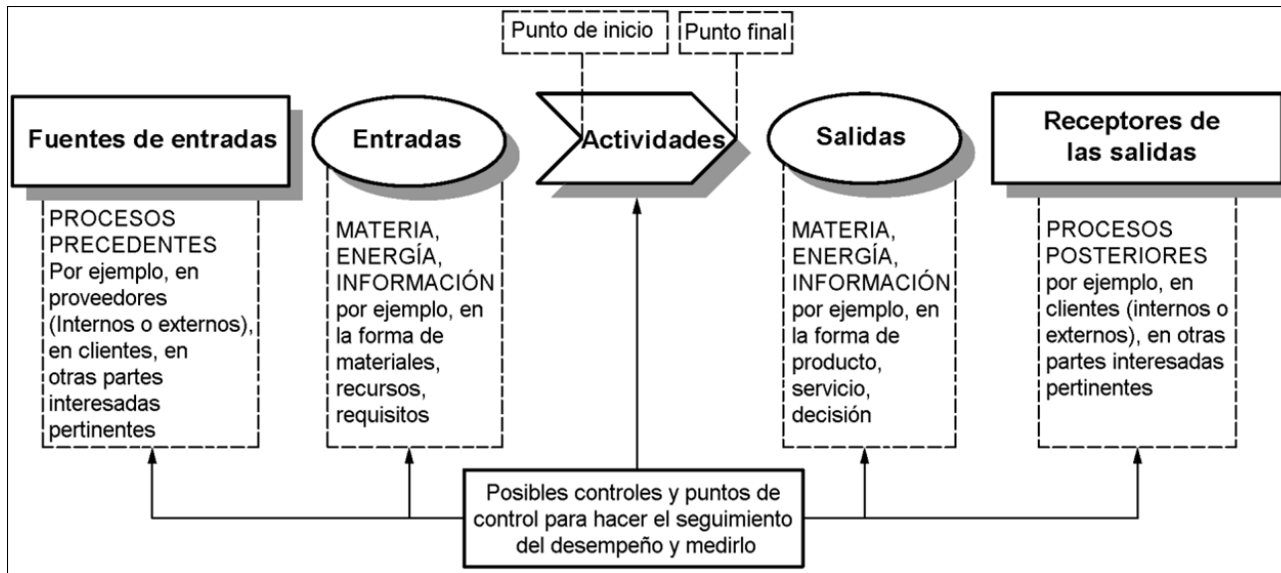 Punto de inicio
Punto final
Fuentes de entradas
Entradas
Actividades
Salidas
Receptores de
las salidas
PROCESOS
PRECEDENTES
Por ejemplo, en
proveedores
(Internos o externos),
en clientes, en
otras partes
interesadas
pertinentes
MATERIA,
ENERGÍA,
INFORMACIÓN
por ejemplo, en
la forma de
materiales,
recursos,
requisitos
MATERIA,
ENERGÍA,
INFORMACIÓN
por ejemplo, en
la forma de
producto,
servicio,
decisión
PROCESOS
POSTERIORES
por ejemplo, en
clientes (internos o
externos), en otras
partes interesadas
pertinentes
Posibles controles y puntos de
control para hacer el seguimiento
del desempeño y medirlo